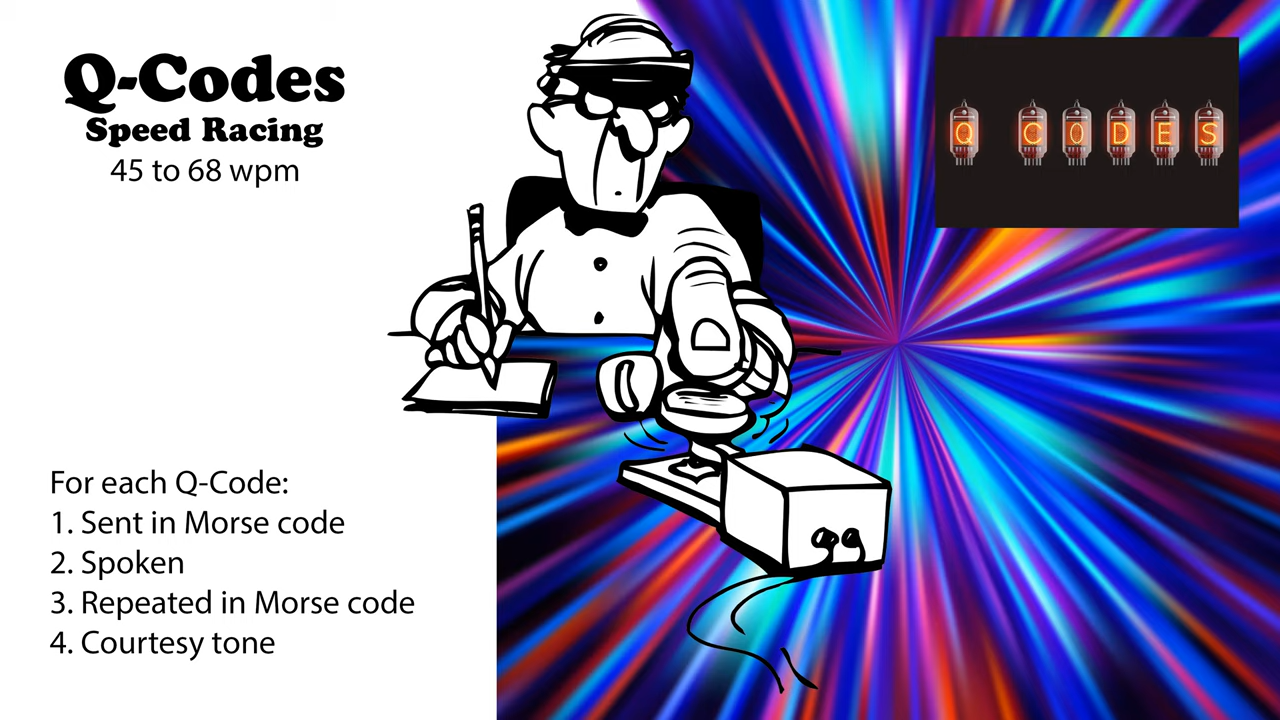 Q-Codes
Speed Racing
45 to 68 wpm
Q CODES
For each Q-Code:
1. Sent in Morse code
2. Spoken
3. Repeated in Morse code
4. Courtesy tone